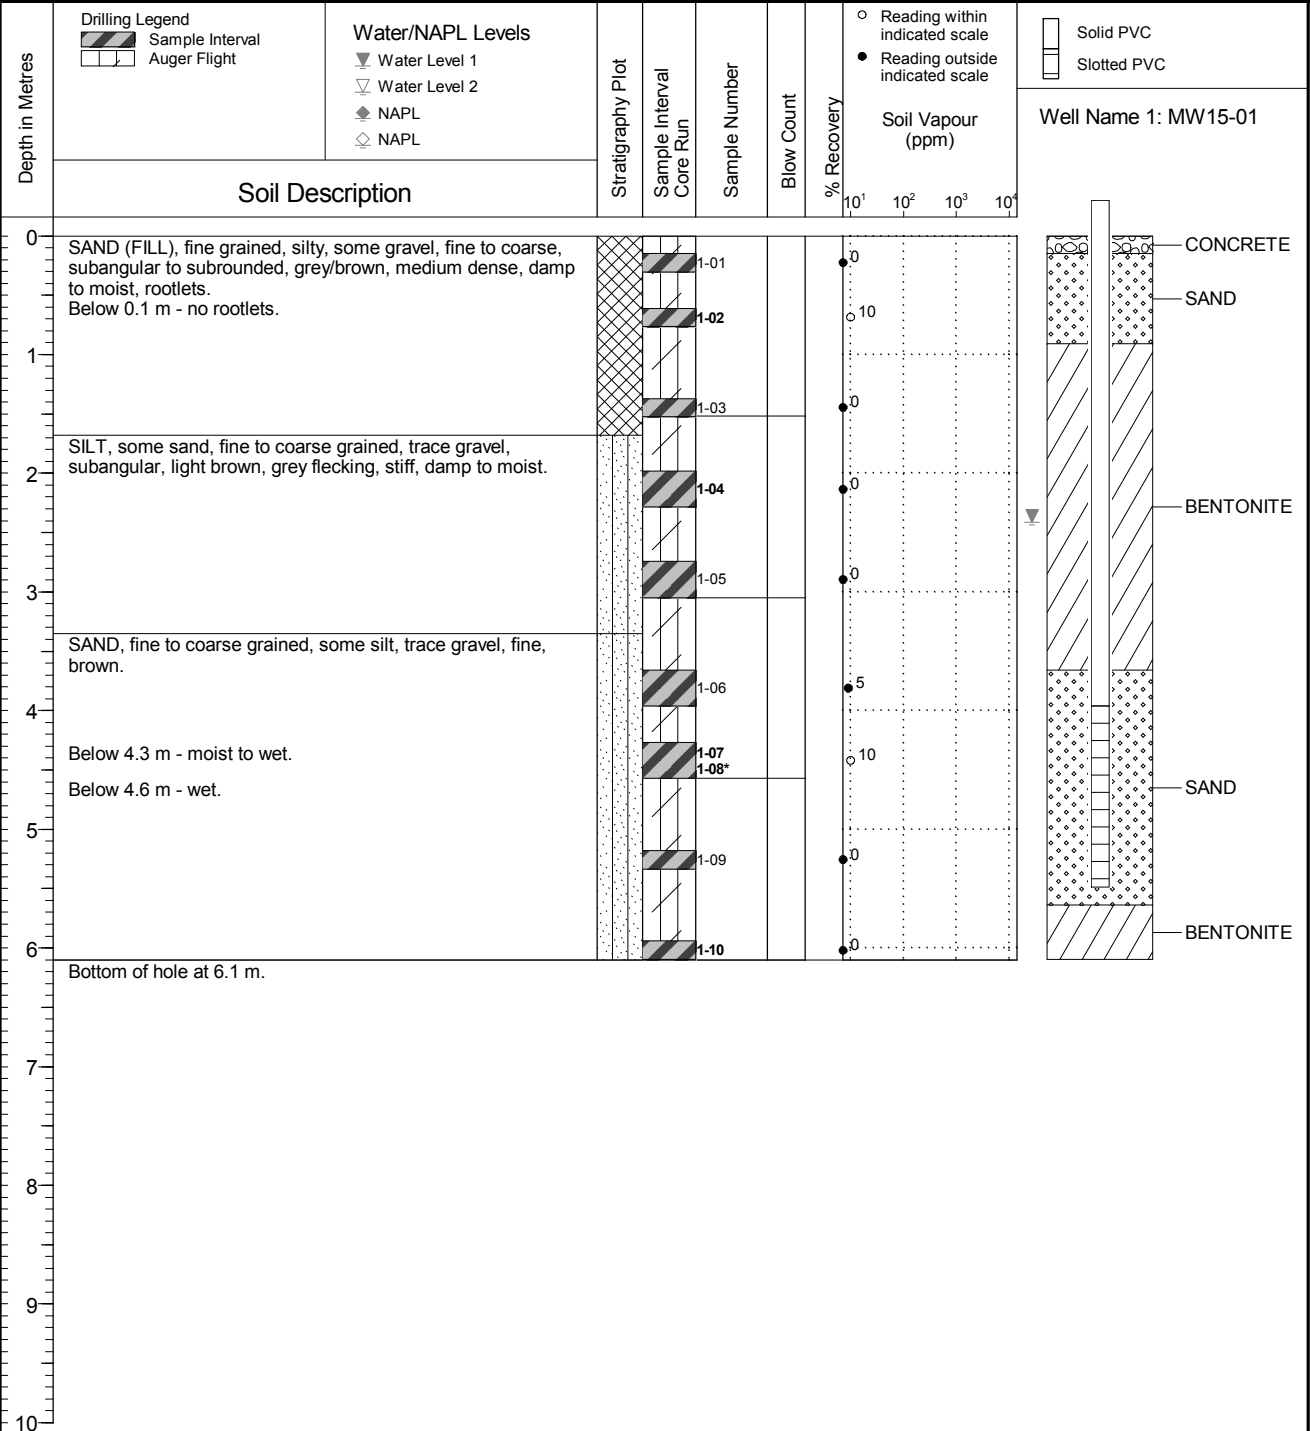 Drilling Legend
Sample Interval
Auger Flight
Water/NAPL Levels
Water Level 1
Water Level 2
NAPL
NAPL
Depth in Metres
Soil Description
Stratigraphy Plot
Sample Interval
Core Run
Sample Number
Blow Count
% Recovery
Reading within
indicated scale
Reading outside
indicated scale
Soil Vapour
(ppm)
10¹ 10² 10³ 10⁴
Solid PVC
Slotted PVC
Well Name 1: MW15-01
0
SAND (FILL), fine grained, silty, some gravel, fine to coarse,
subangular to subrounded, grey/brown, medium dense, damp
to moist, rootlets.
Below 0.1 m - no rootlets.
1-01
0
CONCRETE
SAND
1-02
10
1
1-03
0
SILT, some sand, fine to coarse grained, trace gravel,
subangular, light brown, grey flecking, stiff, damp to moist.
2
1-04
0
BENTONITE
1-05
0
3
SAND, fine to coarse grained, some silt, trace gravel, fine,
brown.
1-06
5
4
Below 4.3 m - moist to wet.
1-07
1-08*
10
Below 4.6 m - wet.
SAND
5
1-09
0
BENTONITE
6
1-10
0
Bottom of hole at 6.1 m.
7
8
9
10